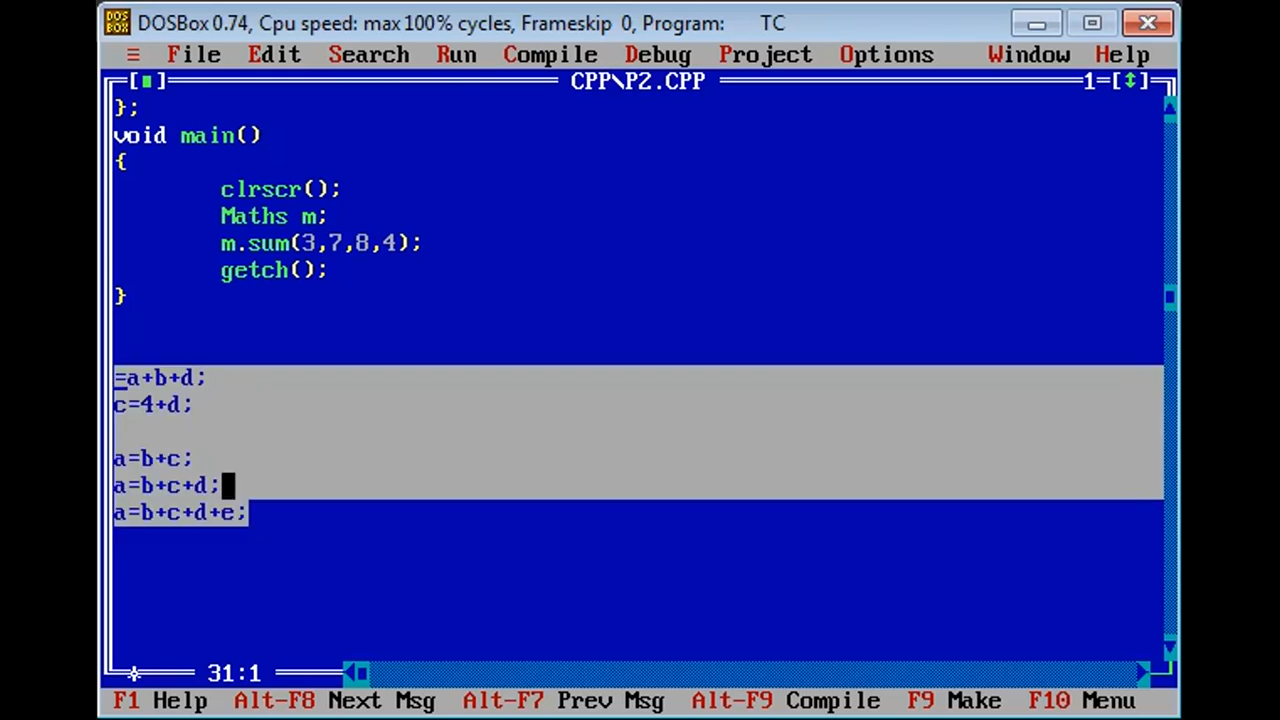 DOSBox 0.74, Cpu speed: max 100% cycles, Frameskip 0, Program: TC
≡ File Edit Search Run Compile Debug Project Options Window Help
[■] CPP\P2.CPP 1=[↕]
};
void main()
{
clrscr();
Maths m;
m.sum(3,7,8,4);
getch();
}
=a+b+d;
c=4+d;
a=b+c;
a=b+c+d;
a=b+c+d+e;
31:1
F1 Help Alt-F8 Next Msg Alt-F7 Prev Msg Alt-F9 Compile F9 Make F10 Menu